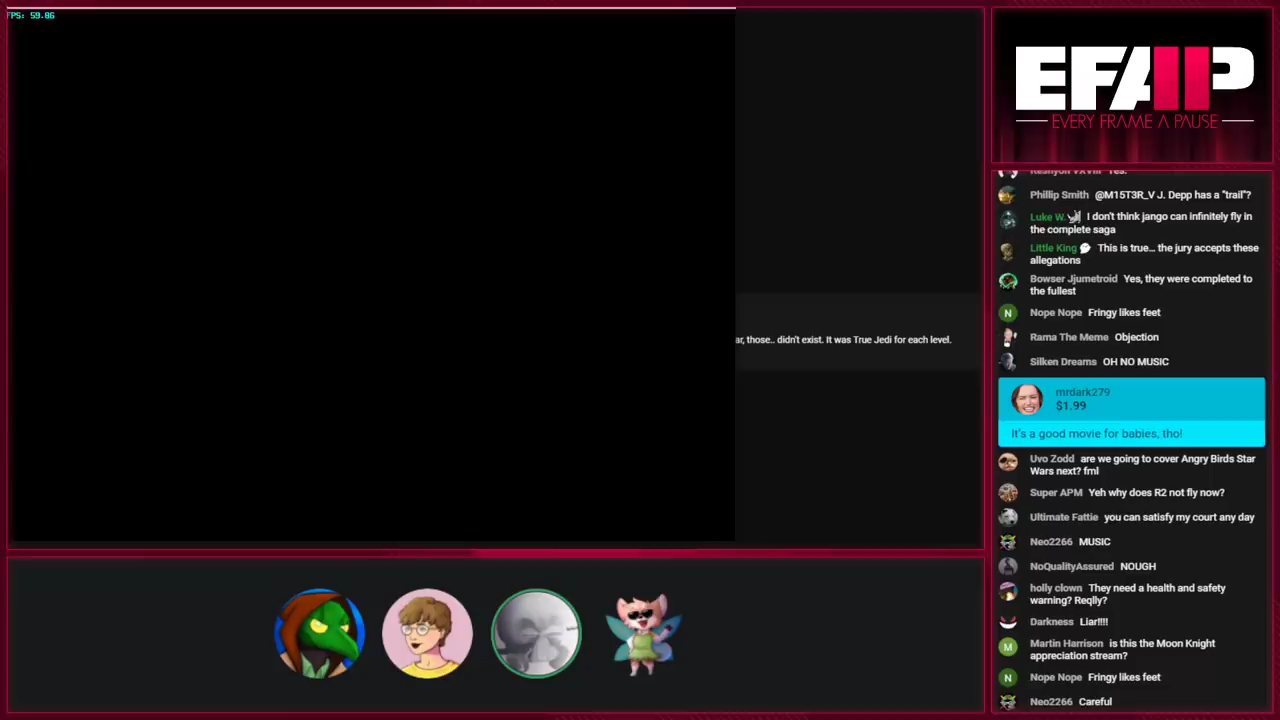 FPS: 59.86
EFAP
EVERY FRAME A PAUSE
ar, those.. didn't exist. It was True Jedi for each level.
Yes.
Phillip Smith @M15T3R_V J. Depp has a "trail"?
Luke W. I don't think jango can infinitely fly in
the complete saga
Little King This is true... the jury accepts these
allegations
Bowser Jjumetroid Yes, they were completed to
the fullest
N Nope Nope Fringy likes feet
Rama The Meme Objection
Silken Dreams OH NO MUSIC
mrdark279
$1.99
It's a good movie for babies, tho!
Uvo Zodd are we going to cover Angry Birds Star
Wars next? fml
Super APM Yeh why does R2 not fly now?
Ultimate Fattie you can satisfy my court any day
Neo2266 MUSIC
NoQualityAssured NOUGH
holly clown They need a health and safety
warning? Reqlly?
Darkness Liar!!!!
M Martin Harrison is this the Moon Knight
appreciation stream?
N Nope Nope Fringy likes feet
Neo2266 Careful